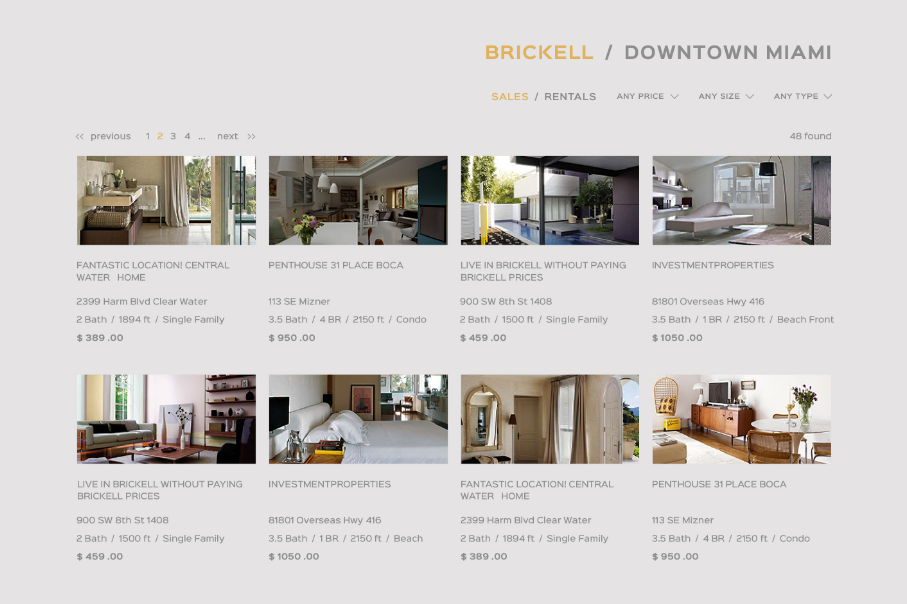 BRICKELL / DOWNTOWN MIAMI
SALES / RENTALS ANY PRICE ANY SIZE ANY TYPE
<< previous 1 2 3 4 ... next >> 48 found
FANTASTIC LOCATION! CENTRAL
WATER HOME
2399 Harm Blvd Clear Water
2 Bath / 1894 ft / Single Family
$ 389 .00
PENTHOUSE 31 PLACE BOCA
113 SE Mizner
3.5 Bath / 4 BR / 2150 ft / Condo
$ 950 .00
LIVE IN BRICKELL WITHOUT PAYING
BRICKELL PRICES
900 SW 8th St 1408
2 Bath / 1500 ft / Single Family
$ 459 .00
INVESTMENTPROPERTIES
81801 Overseas Hwy 416
3.5 Bath / 1 BR / 2150 ft / Beach Front
$ 1050 .00
LIVE IN BRICKELL WITHOUT PAYING
BRICKELL PRICES
900 SW 8th St 1408
2 Bath / 1500 ft / Single Family
$ 459 .00
INVESTMENTPROPERTIES
81801 Overseas Hwy 416
3.5 Bath / 1 BR / 2150 ft / Beach
$ 1050 .00
FANTASTIC LOCATION! CENTRAL
WATER HOME
2399 Harm Blvd Clear Water
2 Bath / 1894 ft / Single Family
$ 389 .00
PENTHOUSE 31 PLACE BOCA
113 SE Mizner
3.5 Bath / 4 BR / 2150 ft / Condo
$ 950 .00